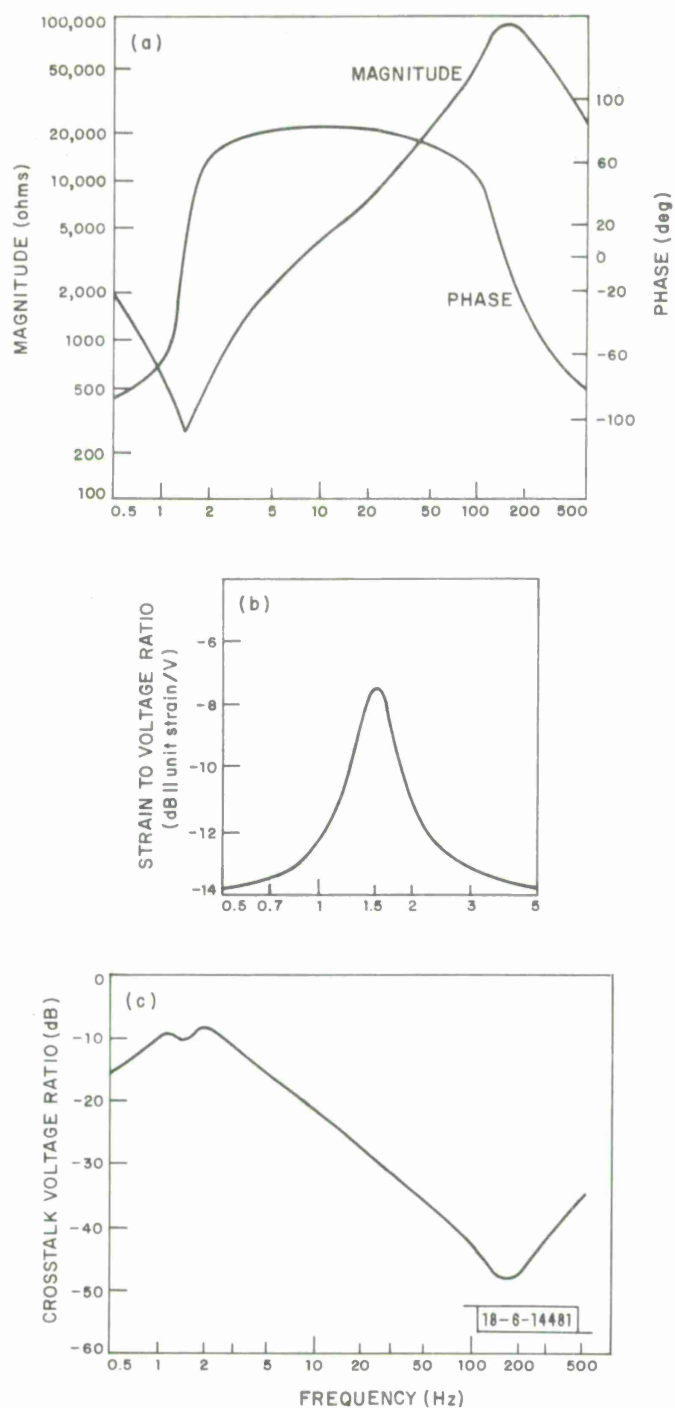 (a)
MAGNITUDE (ohms)
100,000
50,000
20,000
10,000
5,000
2,000
1000
500
200
100
MAGNITUDE
PHASE
100
60
20
0
-20
-60
-100
PHASE (deg)
0.5 1 2 5 10 20 50 100 200 500
(b)
STRAIN TO VOLTAGE RATIO
(dB || unit strain/V)
-6
-8
-10
-12
-14
0.5 0.7 1 1.5 2 3 5
(c)
CROSSTALK VOLTAGE RATIO (dB)
0
-10
-20
-30
-40
-50
-60
18-6-14481
0.5 1 2 5 10 20 50 100 200 500
FREQUENCY (Hz)